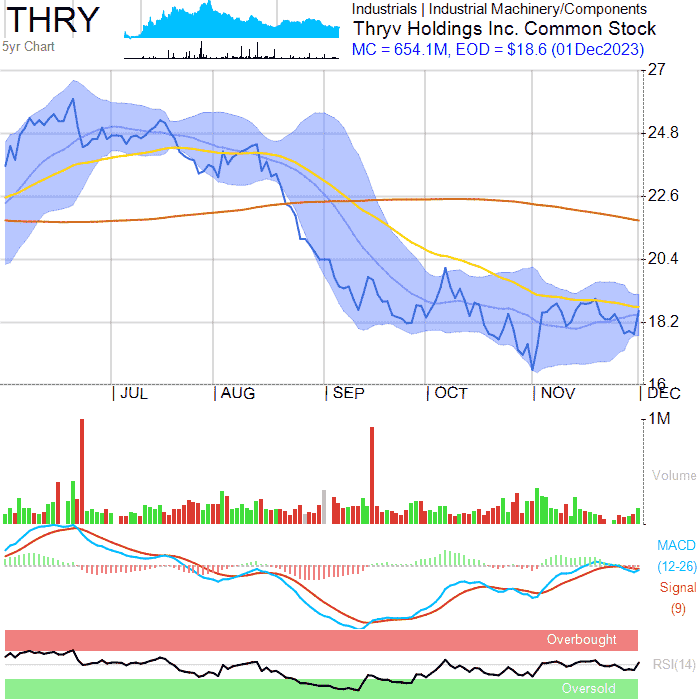 THRY
5yr Chart
Industrials | Industrial Machinery/Components
Thryv Holdings Inc. Common Stock
MC = 654.1M, EOD = $18.6 (01Dec2023)
27
24.8
22.6
20.4
18.2
16
JUL AUG SEP OCT NOV DEC
1M
Volume
MACD
(12-26)
Signal
(9)
Overbought
RSI(14)
Oversold